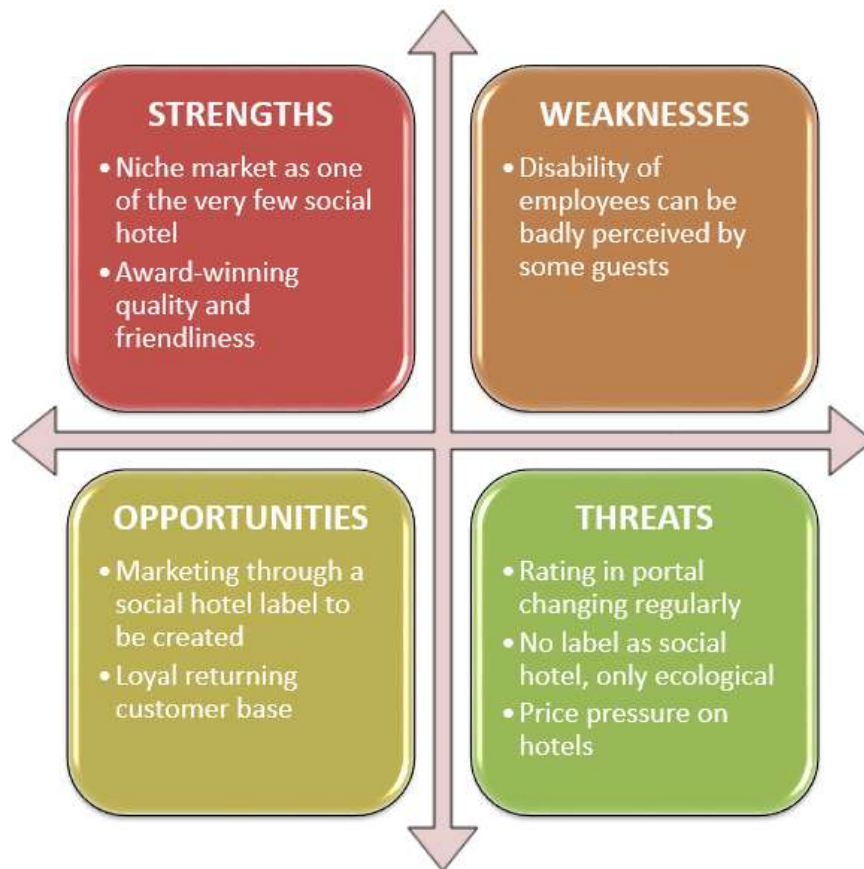 STRENGTHS
• Niche market as one
of the very few social
hotel
• Award-winning
quality and
friendliness
WEAKNESSES
• Disability of
employees can be
badly perceived by
some guests
OPPORTUNITIES
• Marketing through a
social hotel label to
be created
• Loyal returning
customer base
THREATS
• Rating in portal
changing regularly
• No label as social
hotel, only ecological
• Price pressure on
hotels